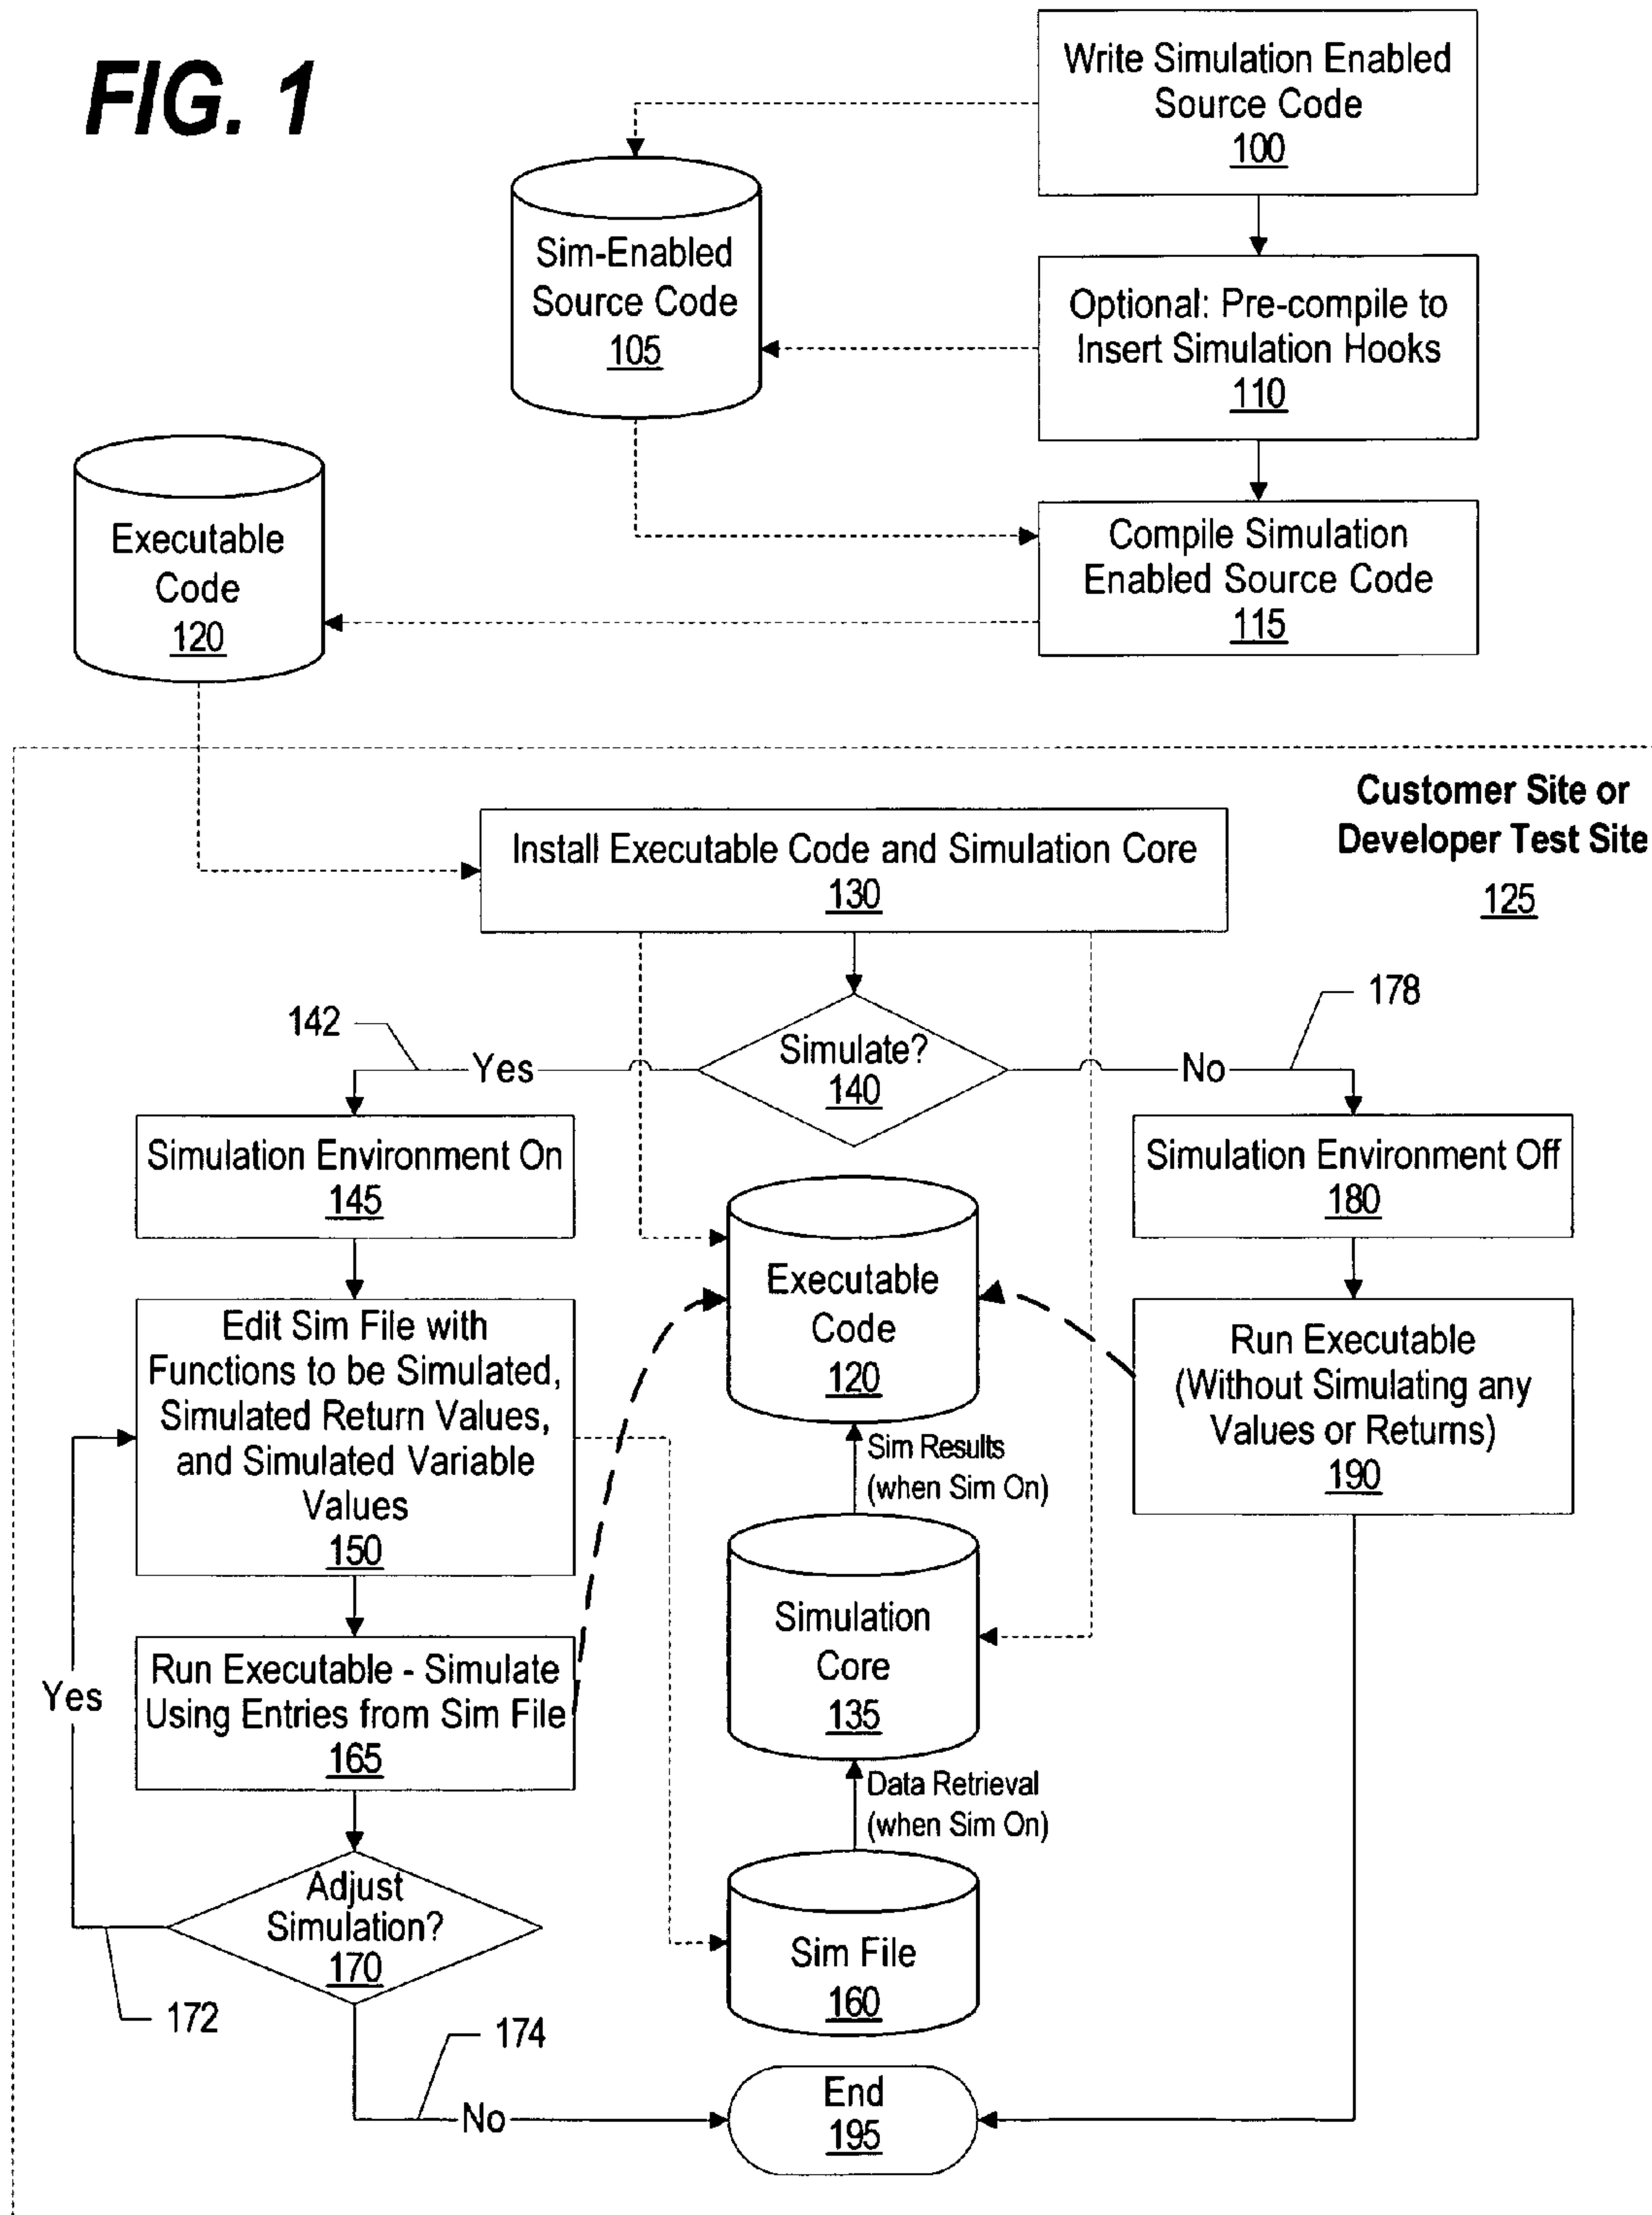 FIG. 1
Write Simulation Enabled
Source Code
100
Sim-Enabled
Source Code
105
Optional: Pre-compile to
Insert Simulation Hooks
110
Executable
Code
120
Compile Simulation
Enabled Source Code
115
Customer Site or
Developer Test Site
125
Install Executable Code and Simulation Core
130
142
Yes
Simulate?
140
No
178
Simulation Environment On
145
Simulation Environment Off
180
Edit Sim File with
Functions to be Simulated,
Simulated Return Values,
and Simulated Variable
Values
150
Executable
Code
120
Run Executable
(Without Simulating any
Values or Returns)
190
Sim Results
(when Sim On)
Simulation
Core
135
Yes
Run Executable - Simulate
Using Entries from Sim File
165
Data Retrieval
(when Sim On)
Adjust
Simulation?
170
Sim File
160
172
174
No
End
195